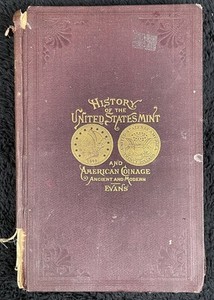 HISTORY
OF THE
UNITED STATES MINT
AND
AMERICAN COINAGE
ANCIENT AND MODERN
EVANS